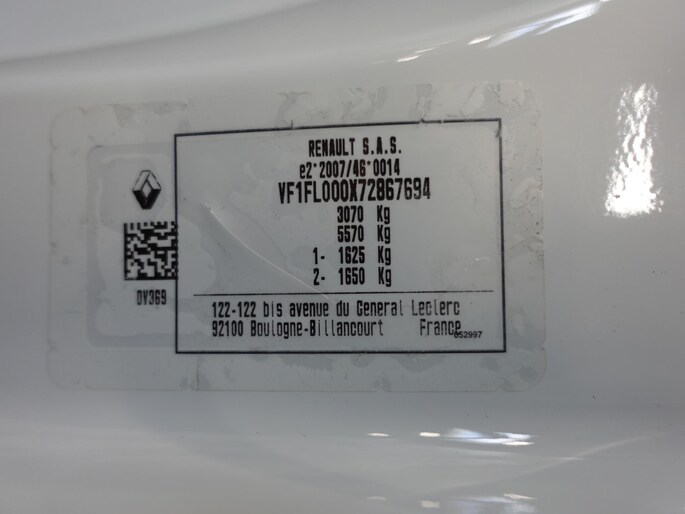 RENAULT S.A.S.
e2*2007/46*0014
VF1FL000X72867694
3070 Kg
5570 Kg
1- 1625 Kg
2- 1650 Kg
DV369
122-122 bis avenue du General Leclerc
92100 Boulogne-Billancourt France
052997